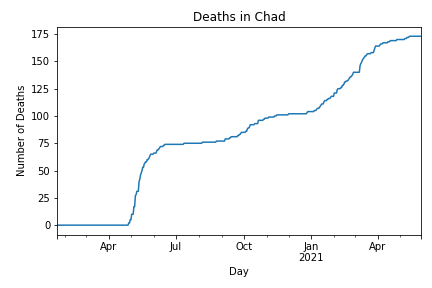 Deaths in Chad
Number of Deaths
175
150
125
100
75
50
25
0
Apr
Jul
Oct
Jan
2021
Apr
Day